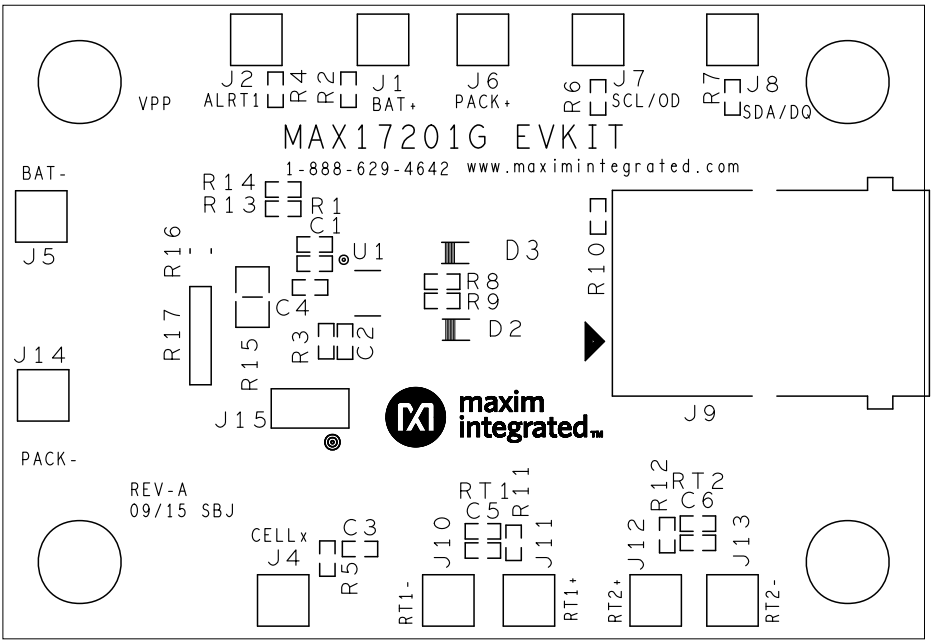 J2
ALRT1
R4
R2
J1
BAT+
J6
PACK+
R6
J7
SCL/OD
R7
J8
SDA/DQ
VPP
MAX17201G EVKIT
1-888-629-4642 www.maximintegrated.com
BAT-
J5
R14
R13
R1
C1
U1
R16
D3
R8
R9
D2
R10
C4
R17
R15
R3
C2
J14
J15
maxim
integrated™
J9
PACK-
REV-A
09/15 SBJ
CELLx
J4
R5
C3
J10
RT1
C5
R11
J11
R12
RT2
C6
J12
J13
RT1-
RT1+
RT2+
RT2-